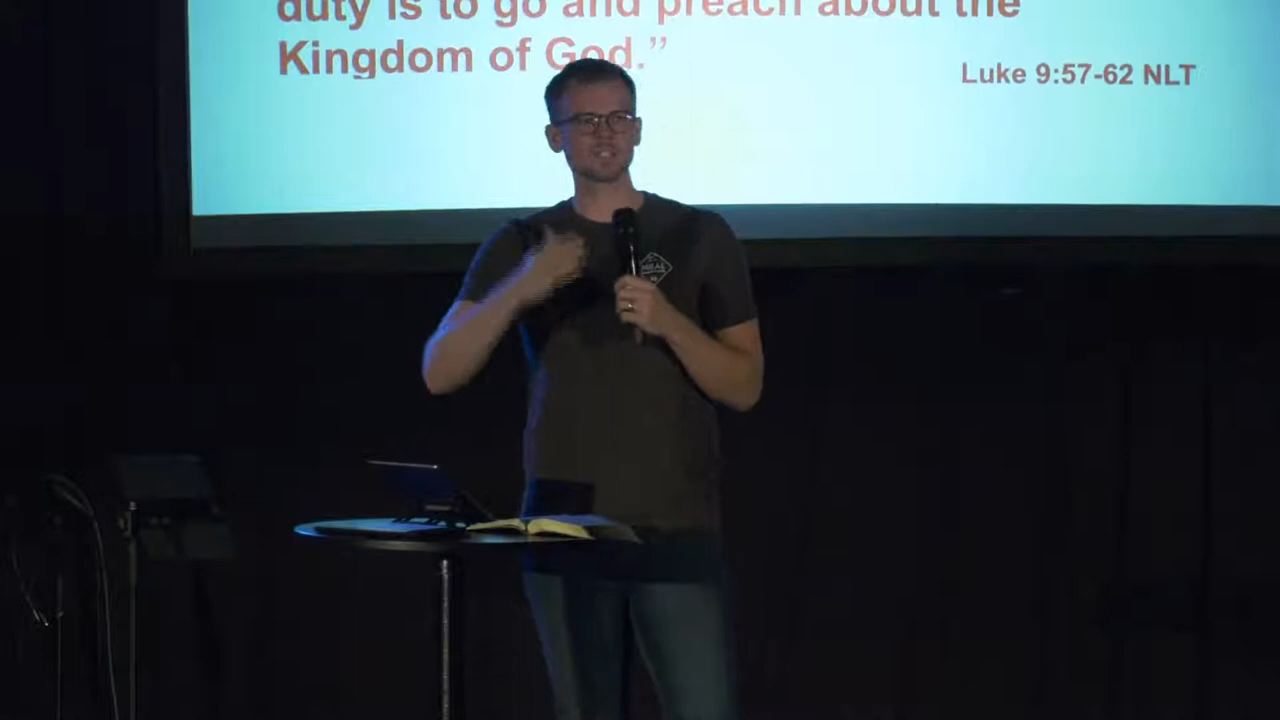 duty is to go and preach about the
Kingdom of God.”
Luke 9:57-62 NLT